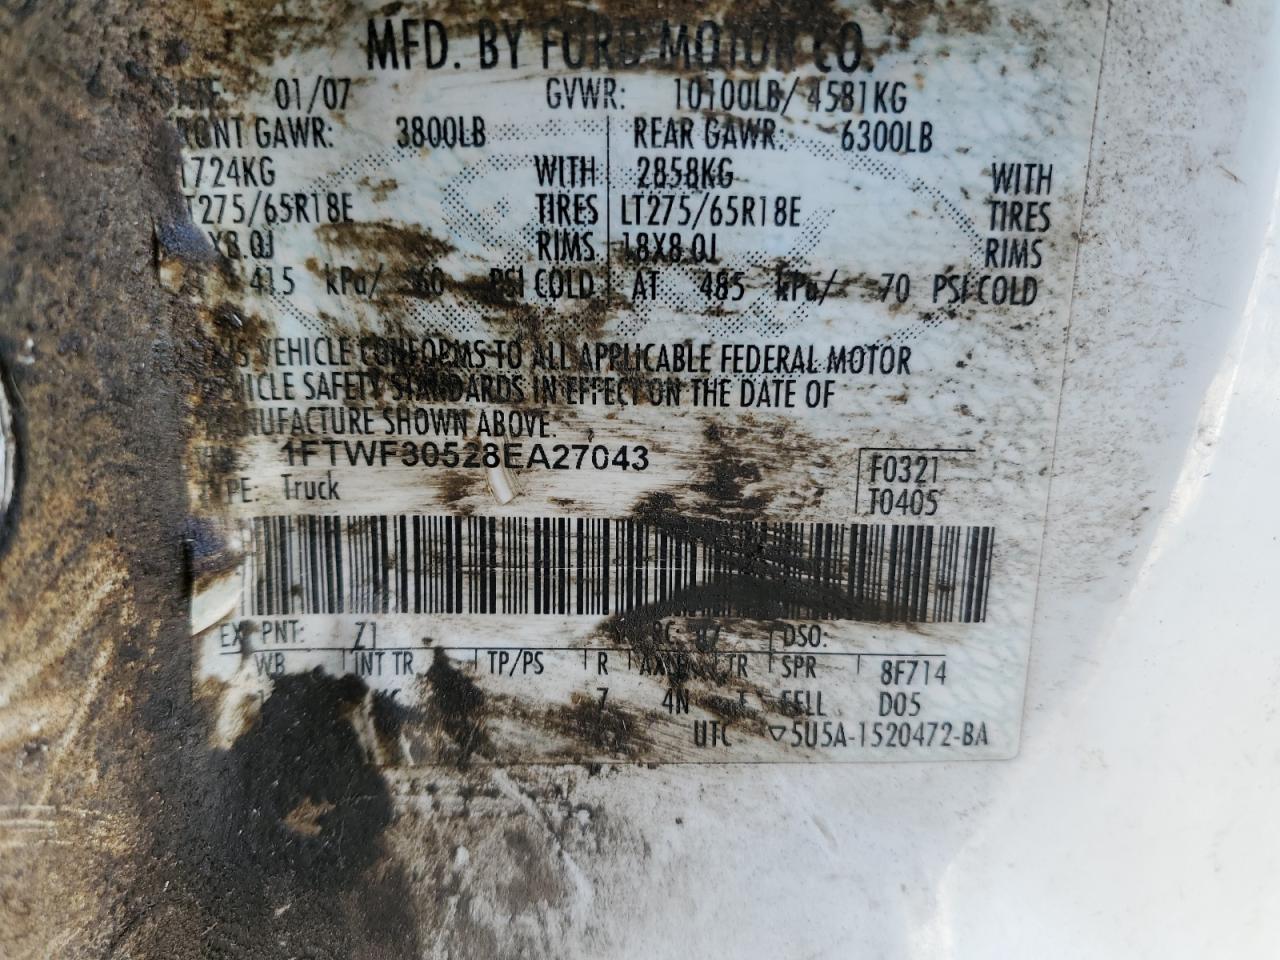 MFD. BY FORD MOTOR CO.
01/07 GVWR: 10100LB/ 4581KG
GAWR: 3800LB REAR GAWR: 6300LB
1724KG WITH 2858KG WITH
LT275/65R18E TIRES LT275/65R18E TIRES
X8.0J RIMS 18X8.0J RIMS
415 kPa/ 60 PSI COLD AT 485 kPa/ 70 PSI COLD
VEHICLE CONFORMS TO ALL APPLICABLE FEDERAL MOTOR
VEHICLE SAFETY STANDARDS IN EFFECT ON THE DATE OF
MANUFACTURE SHOWN ABOVE.
1FTWF30528EA27043 F0321
TYPE: Truck T0405
EXT PNT: Z1 RC: 87 DSO:
WB INT TR TP/PS R AXLE TR SPR 8F714
7 4N FELL D05
UTC ▽5U5A-1520472-BA